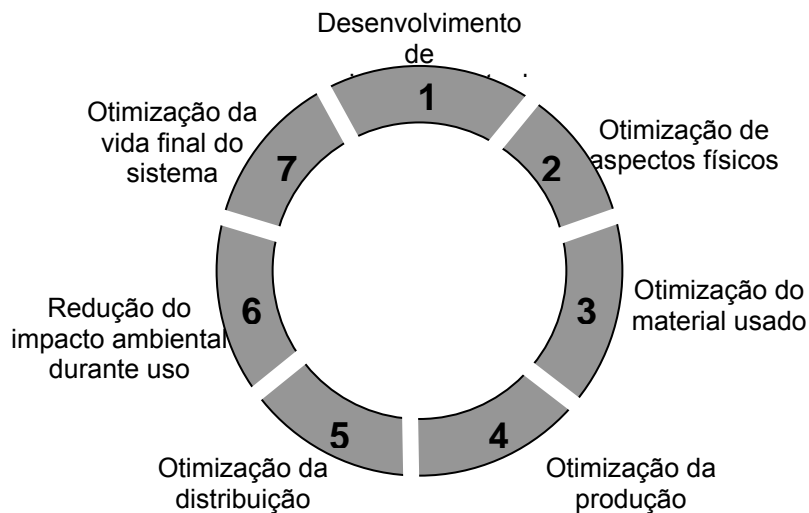 Desenvolvimento
de
1
Otimização de
aspectos físicos
2
Otimização do
material usado
3
4
Otimização da
produção
5
Otimização da
distribuição
6
Redução do
impacto ambiental
durante uso
7
Otimização da
vida final do
sistema